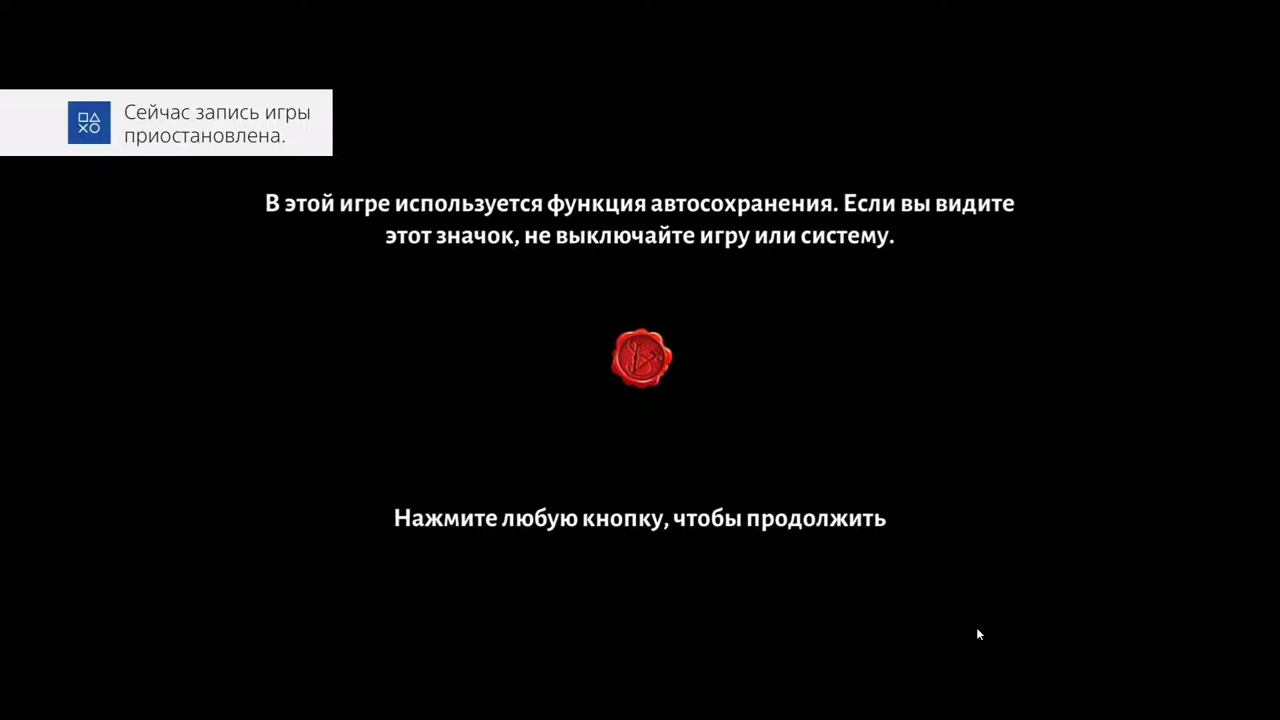 Сейчас запись игры
приостановлена.
В этой игре используется функция автосохранения. Если вы видите
этот значок, не выключайте игру или систему.
Нажмите любую кнопку, чтобы продолжить